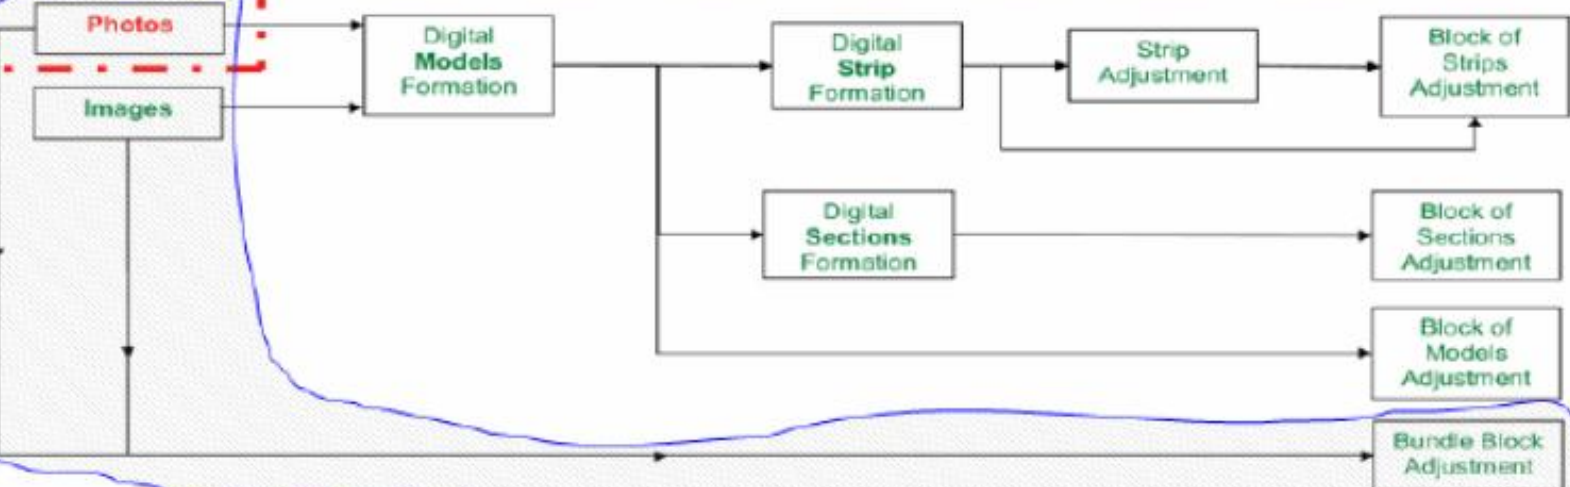 Photos
Images
Digital
Models
Formation
Digital
Strip
Formation
Strip
Adjustment
Block of
Strips
Adjustment
Digital
Sections
Formation
Block of
Sections
Adjustment
Block of
Models
Adjustment
Bundle Block
Adjustment